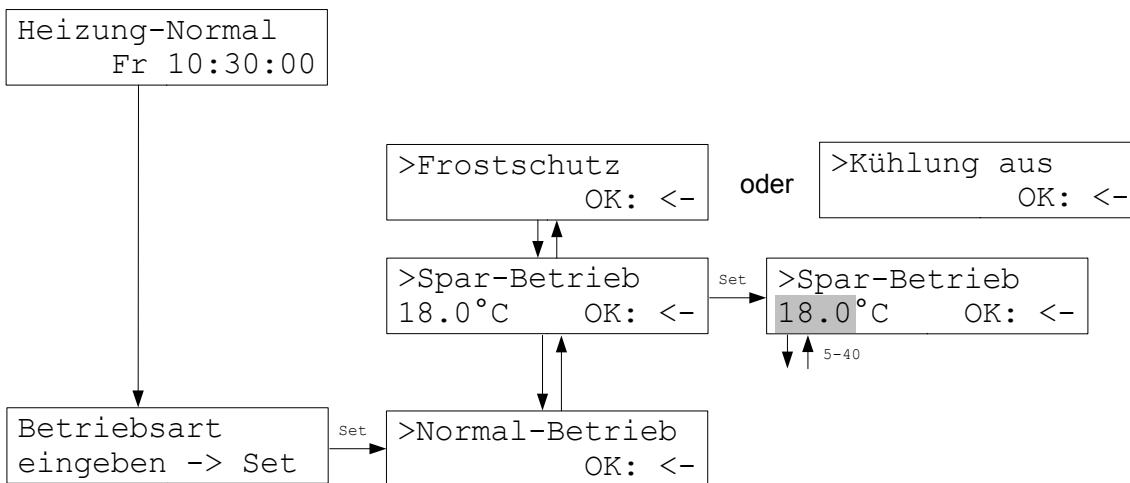 Heizung-Normal
Fr 10:30:00
>Frostschutz
OK: <-
oder
>Kühlung aus
OK: <-
>Spar-Betrieb
18.0°C OK: <-
Set
>Spar-Betrieb
18.0°C OK: <-
5-40
Betriebsart
eingeben -> Set
Set
>Normal-Betrieb
OK: <-